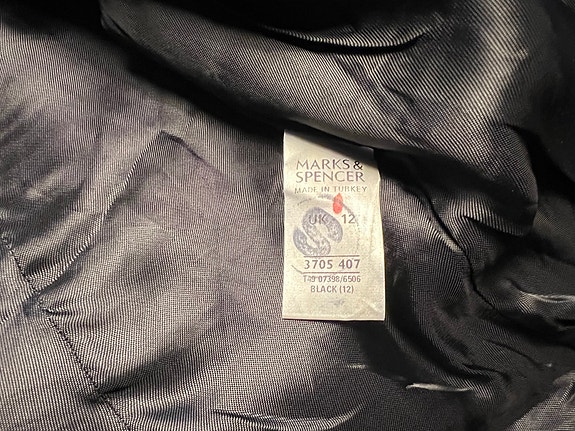 MARKS &
SPENCER
MADE IN TURKEY
UK 12
3705 407
T49 07398/6506
BLACK (12)